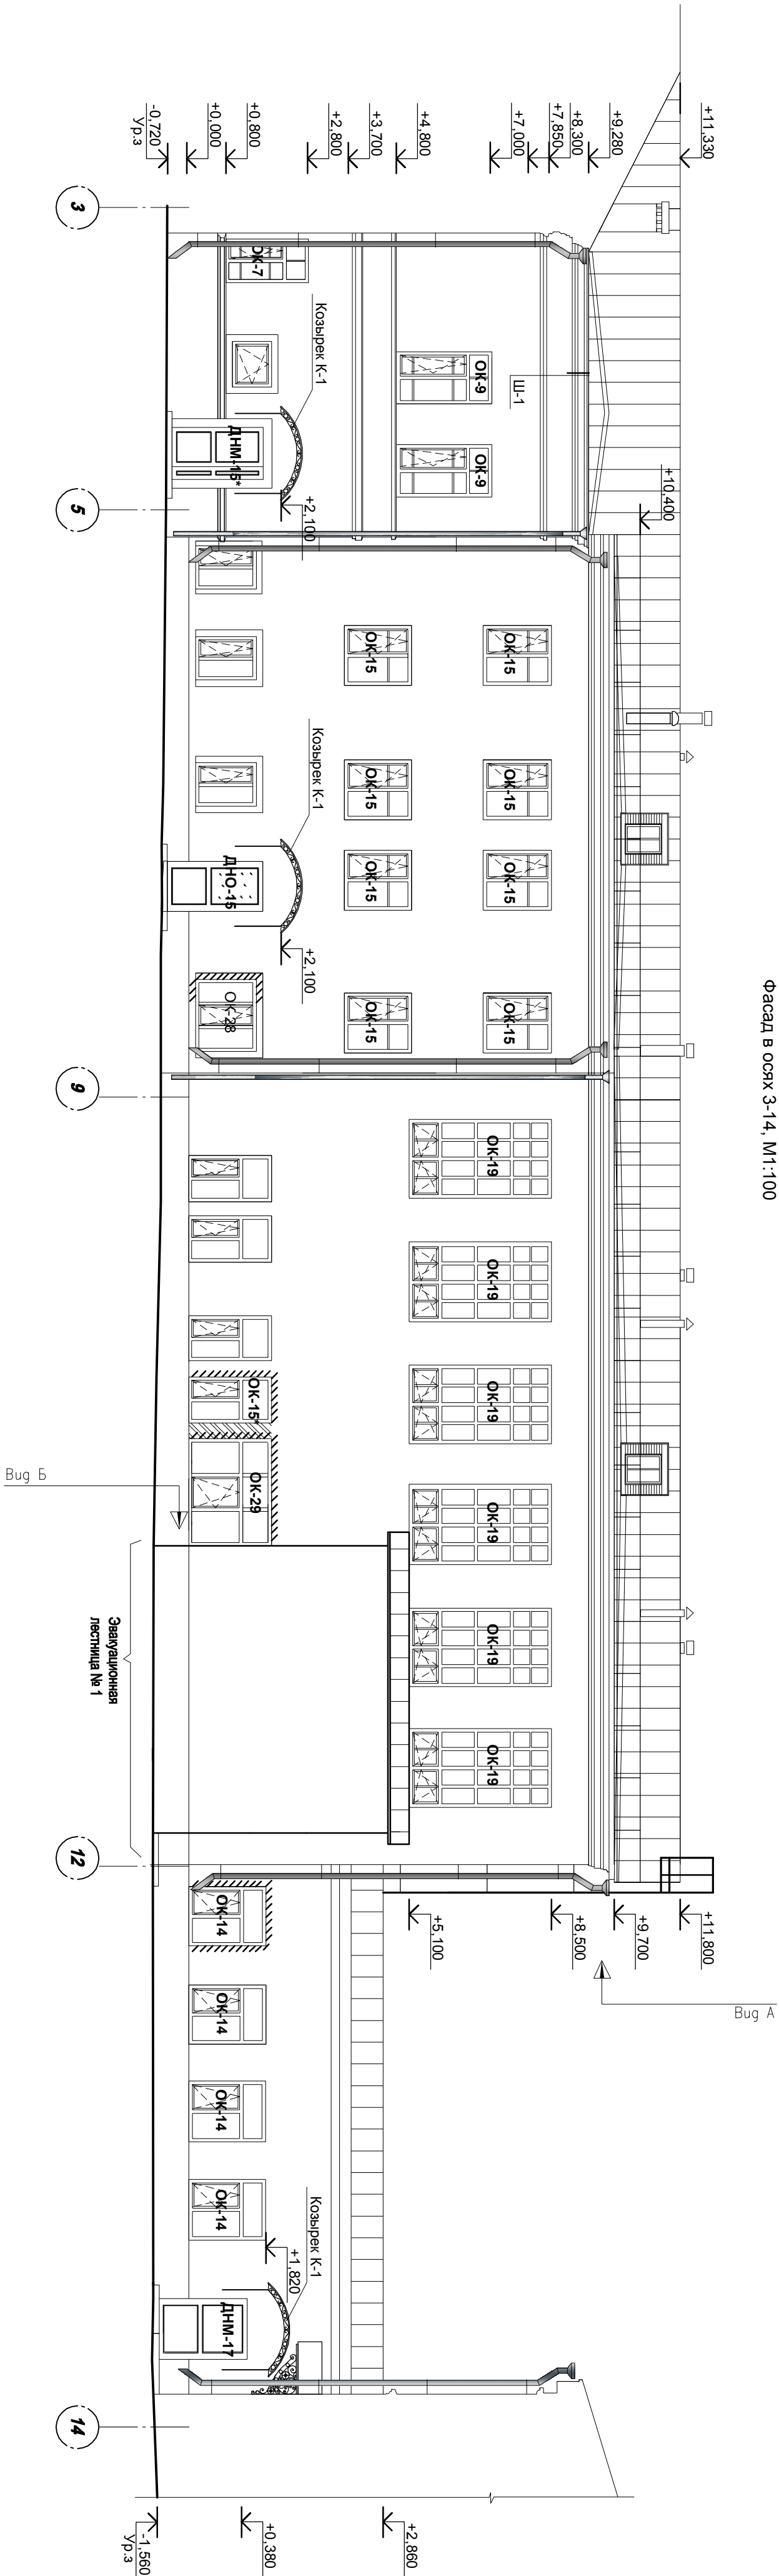 Фасад в осях 3-14, М1:100
+11,330
+9,280
+8,300
+7,850
+7,000
+4,800
+3,700
+2,800
+0,800
+0,000
-0,720
Ур.з
+10,400
Ш-1
ОК-9
ОК-9
ОК-7
Козырек К-1
ДНМ-15*
+2,100
ОК-15
ОК-15
ОК-15
ОК-15
ОК-15
ОК-15
ОК-15
ОК-15
Козырек К-1
ДНО-15
+2,100
ОК-28
ОК-19
ОК-19
ОК-19
ОК-19
ОК-19
ОК-19
ОК-15*
ОК-29
Вид Б
Эвакуационная
лестница № 1
+11,800
+9,700
+8,500
+5,100
Вид А
ОК-14
ОК-14
ОК-14
ОК-14
Козырек К-1
+1,820
ДНМ-17
+2,860
+0,380
-1,560
Ур.з
3
5
9
12
14